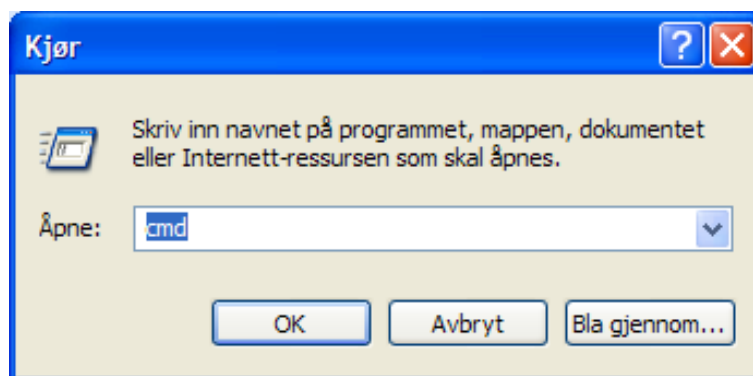 Kjør
Skriv inn navnet på programmet, mappen, dokumentet
eller Internett-ressursen som skal åpnes.
Åpne: cmd
OK Avbryt Bla gjennom...